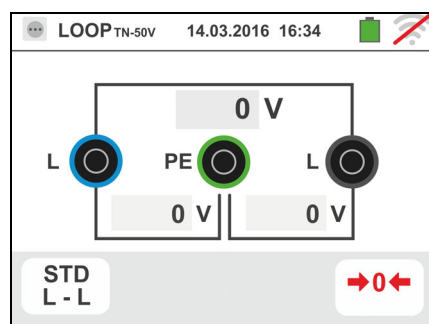 LOOP TN-50V 14.03.2016 16:34
0 V
L PE L
0 V 0 V
STD
L - L
→0←